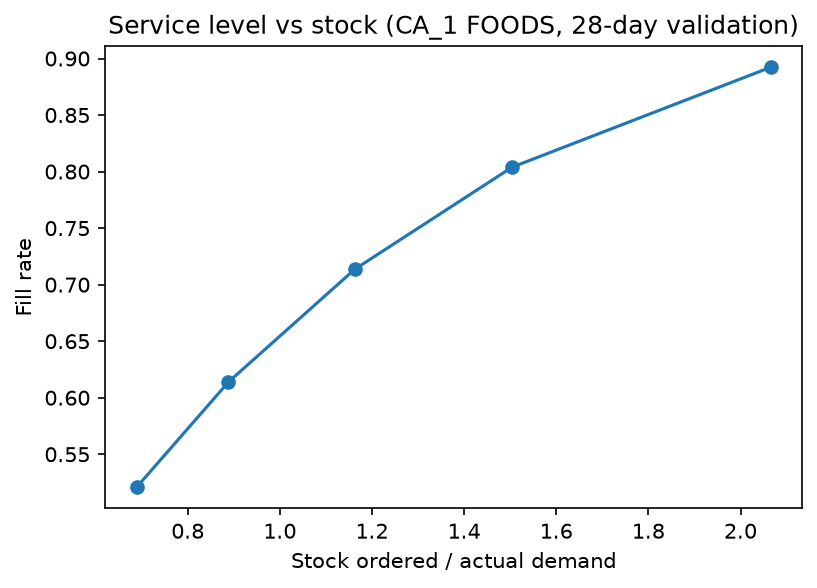 Service level vs stock (CA_1 FOODS, 28-day validation)
0.90
0.85
0.80
0.75
0.70
0.65
0.60
0.55
Fill rate
0.8 1.0 1.2 1.4 1.6 1.8 2.0
Stock ordered / actual demand